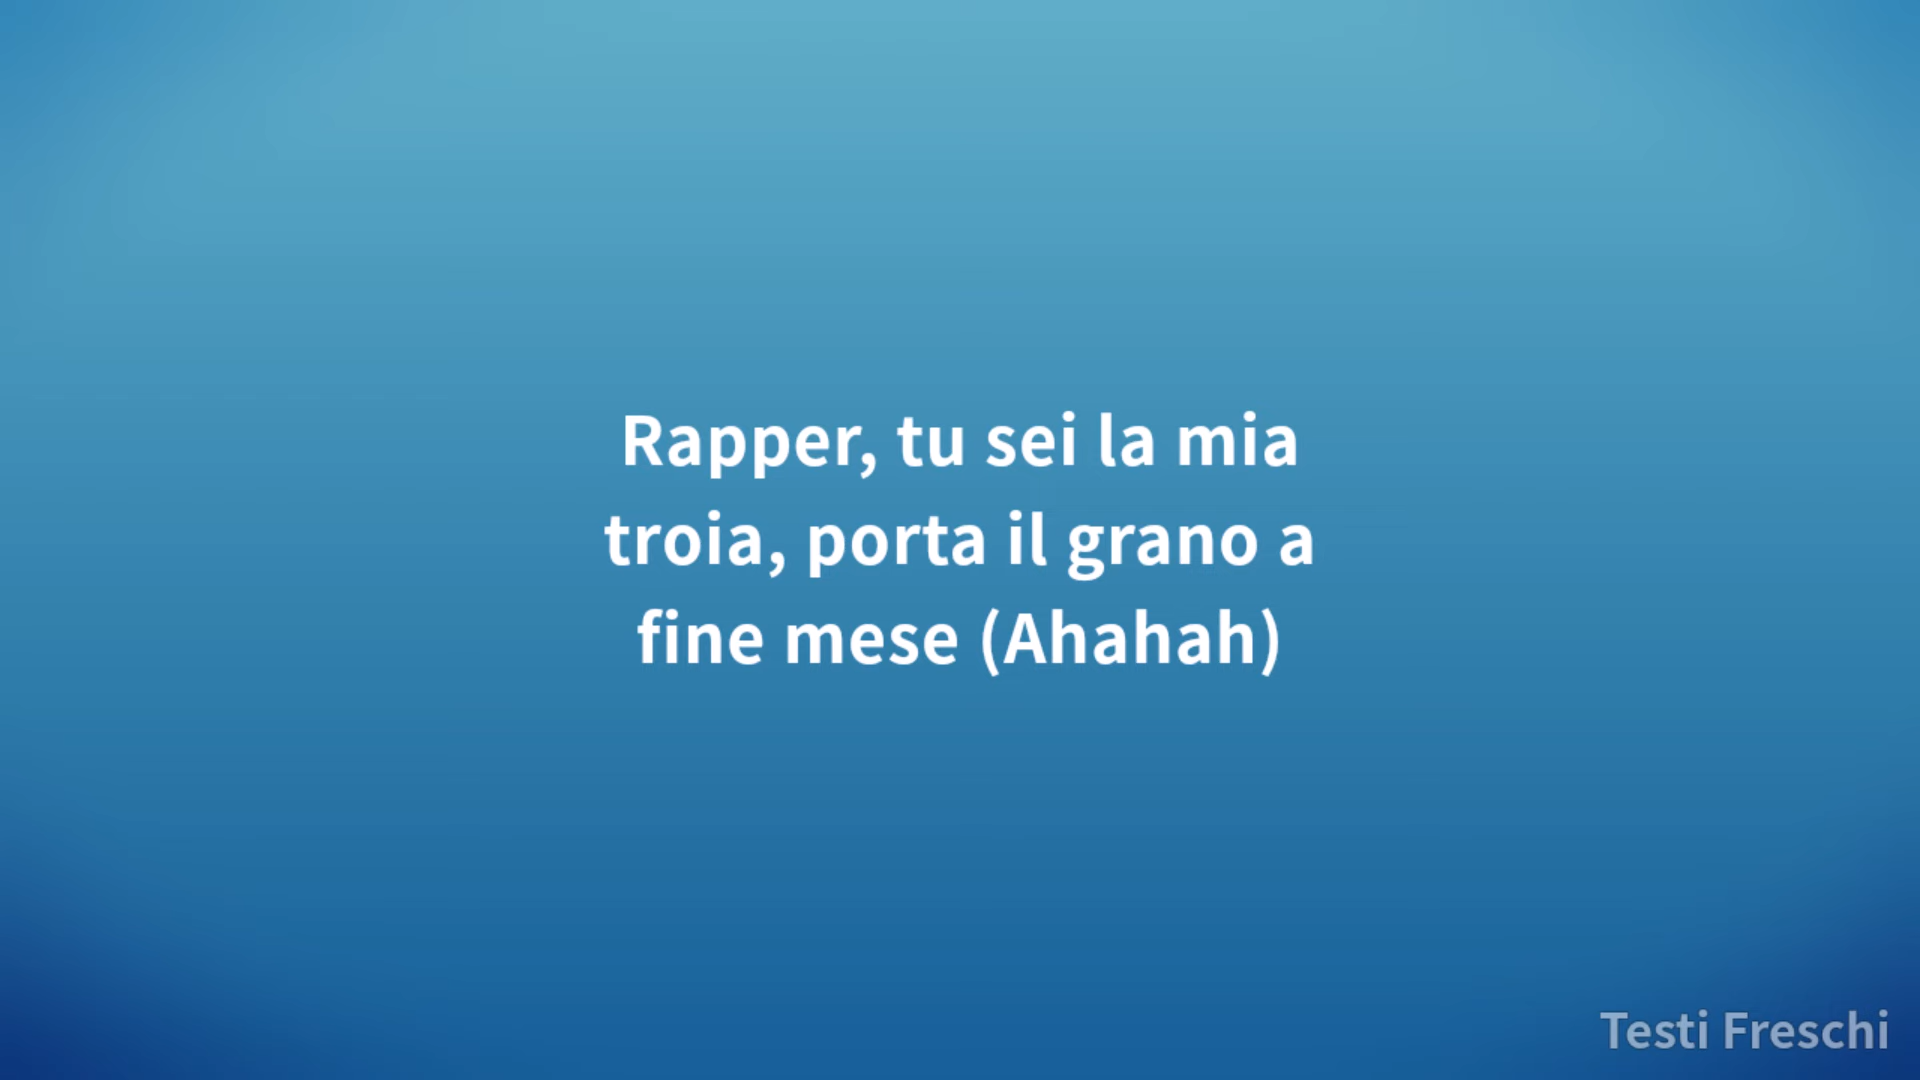 Rapper, tu sei la mia
troia, porta il grano a
fine mese (Ahahah)
Testi Freschi